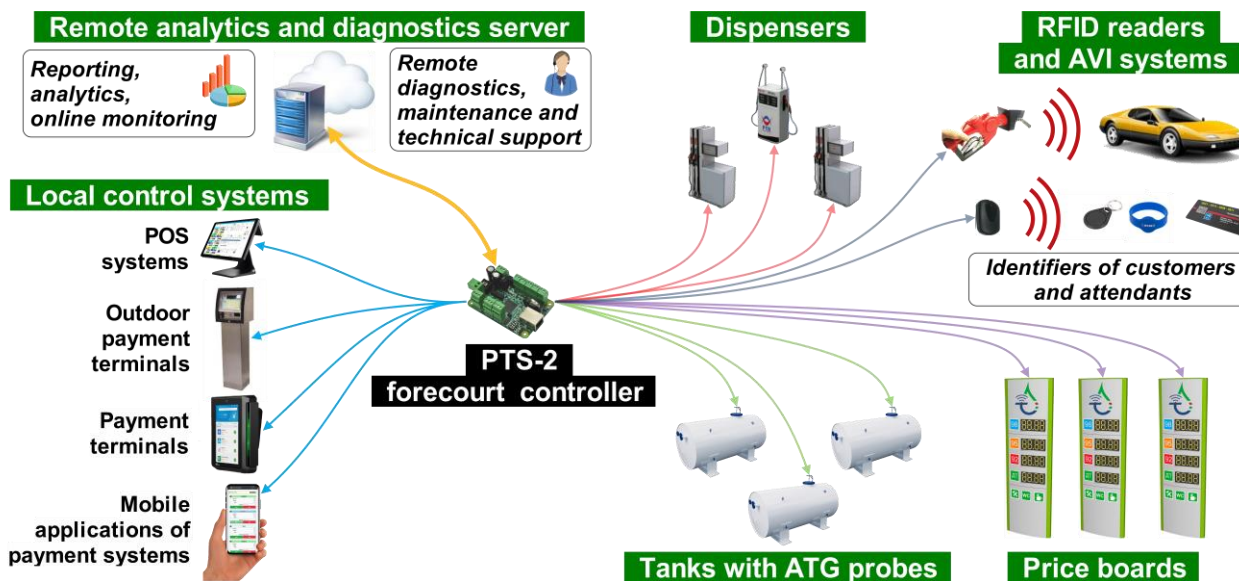 Remote analytics and diagnostics server
Reporting,
analytics,
online monitoring
Remote
diagnostics,
maintenance and
technical support
Dispensers
RFID readers
and AVI systems
Identifiers of customers
and attendants
Local control systems
POS
systems
Outdoor
payment
terminals
Payment
terminals
Mobile
applications of
payment systems
PTS-2
forecourt controller
Tanks with ATG probes
Price boards